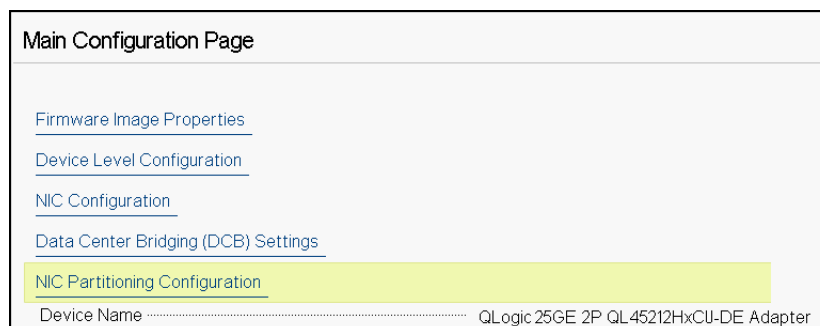 Main Configuration Page
Firmware Image Properties
Device Level Configuration
NIC Configuration
Data Center Bridging (DCB) Settings
NIC Partitioning Configuration
Device Name QLogic 25GE 2P QL45212HxCU-DE Adapter